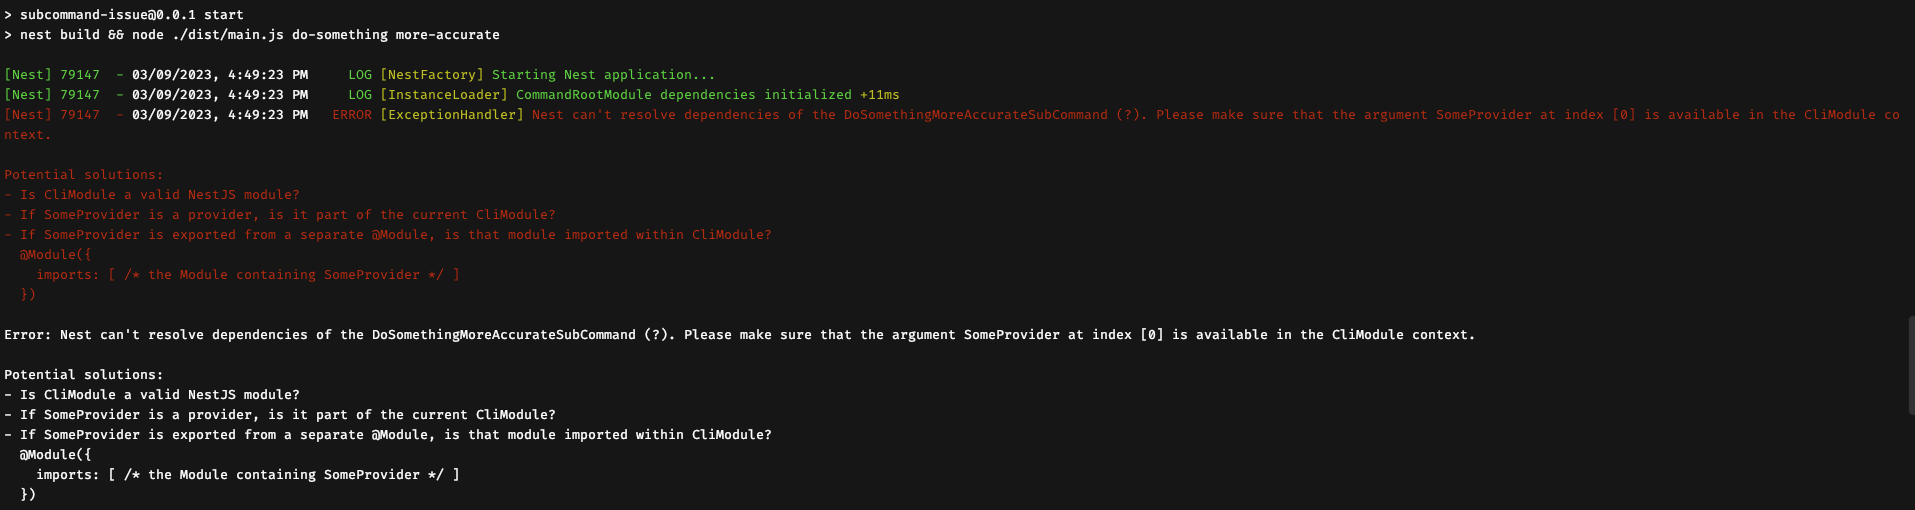 > subcommand-issue@0.0.1 start
> nest build && node ./dist/main.js do-something more-accurate

[Nest] 79147  - 03/09/2023, 4:49:23 PM     LOG [NestFactory] Starting Nest application...
[Nest] 79147  - 03/09/2023, 4:49:23 PM     LOG [InstanceLoader] CommandRootModule dependencies initialized +11ms
[Nest] 79147  - 03/09/2023, 4:49:23 PM   ERROR [ExceptionHandler] Nest can't resolve dependencies of the DoSomethingMoreAccurateSubCommand (?). Please make sure that the argument SomeProvider at index [0] is available in the CliModule co
ntext.

Potential solutions:
- Is CliModule a valid NestJS module?
- If SomeProvider is a provider, is it part of the current CliModule?
- If SomeProvider is exported from a separate @Module, is that module imported within CliModule?
  @Module({
    imports: [ /* the Module containing SomeProvider */ ]
  })

Error: Nest can't resolve dependencies of the DoSomethingMoreAccurateSubCommand (?). Please make sure that the argument SomeProvider at index [0] is available in the CliModule context.

Potential solutions:
- Is CliModule a valid NestJS module?
- If SomeProvider is a provider, is it part of the current CliModule?
- If SomeProvider is exported from a separate @Module, is that module imported within CliModule?
  @Module({
    imports: [ /* the Module containing SomeProvider */ ]
  })